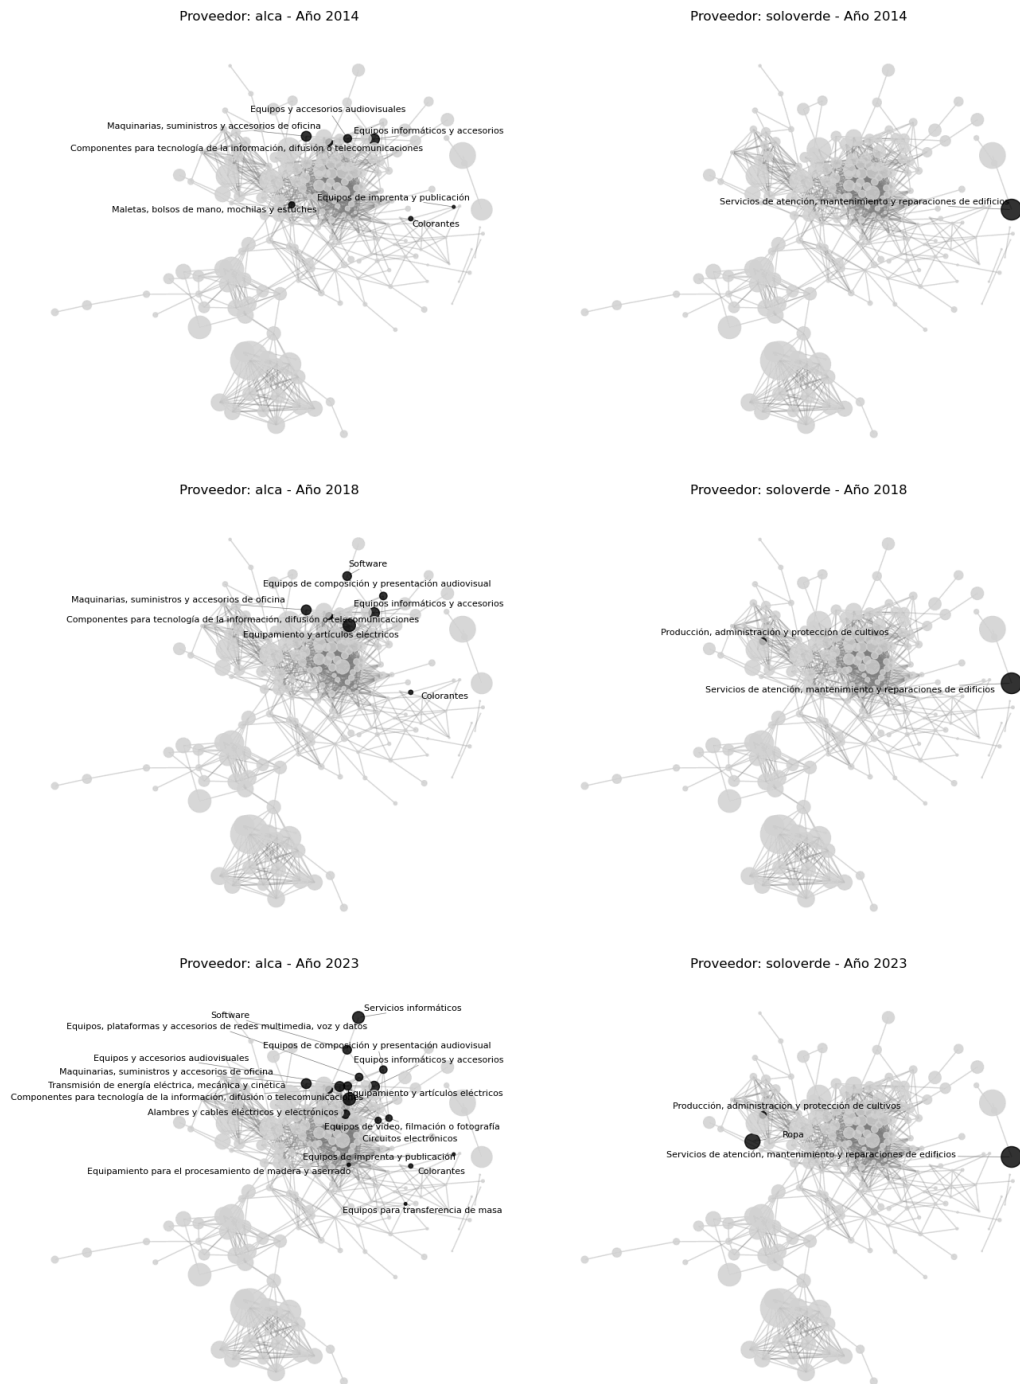 Proveedor: alca - Año 2014
Equipos y accesorios audiovisuales
Maquinarias, suministros y accesorios de oficina
Equipos informáticos y accesorios
Componentes para tecnología de la información, difusión o telecomunicaciones
Equipos de imprenta y publicación
Maletas, bolsos de mano, mochilas y estuches
Colorantes
Proveedor: soloverde - Año 2014
Servicios de atención, mantenimiento y reparaciones de edificios
Proveedor: alca - Año 2018
Software
Equipos de composición y presentación audiovisual
Maquinarias, suministros y accesorios de oficina
Equipos informáticos y accesorios
Componentes para tecnología de la información, difusión o telecomunicaciones
Equipamiento y artículos eléctricos
Colorantes
Proveedor: soloverde - Año 2018
Producción, administración y protección de cultivos
Servicios de atención, mantenimiento y reparaciones de edificios
Proveedor: alca - Año 2023
Servicios informáticos
Software
Equipos, plataformas y accesorios de redes multimedia, voz y datos
Equipos de composición y presentación audiovisual
Equipos y accesorios audiovisuales
Equipos informáticos y accesorios
Maquinarias, suministros y accesorios de oficina
Transmisión de energía eléctrica, mecánica y cinética
Equipamiento y artículos eléctricos
Componentes para tecnología de la información, difusión o telecomunicaciones
Alambres y cables eléctricos y electrónicos
Equipos de vídeo, filmación o fotografía
Circuitos electrónicos
Equipos de imprenta y publicación
Equipamiento para el procesamiento de madera y aserrado
Colorantes
Equipos para transferencia de masa
Proveedor: soloverde - Año 2023
Producción, administración y protección de cultivos
Ropa
Servicios de atención, mantenimiento y reparaciones de edificios